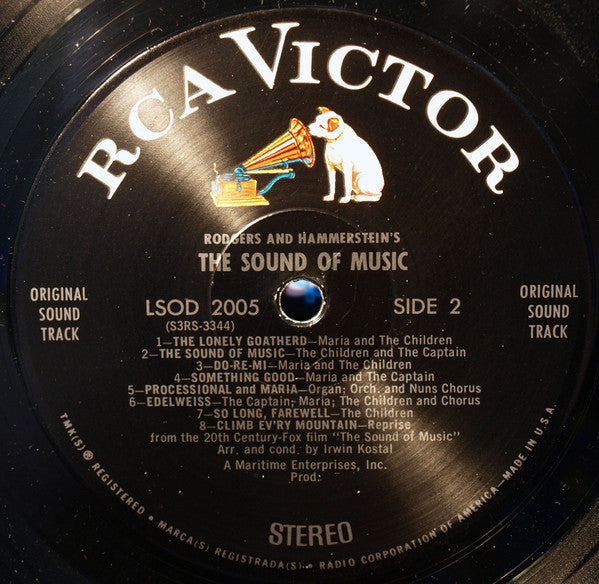 RCA VICTOR
RODGERS AND HAMMERSTEIN'S
THE SOUND OF MUSIC
ORIGINAL
SOUND
TRACK
LSOD 2005
(S3RS-3344)
SIDE 2
ORIGINAL
SOUND
TRACK
1—THE LONELY GOATHERD—Maria and The Children
2—THE SOUND OF MUSIC—The Children and The Captain
3—DO-RE-MI—Maria and The Children
4—SOMETHING GOOD—Maria and The Captain
5—PROCESSIONAL and MARIA—Organ; Orch. and Nuns Chorus
6—EDELWEISS—The Captain; Maria; The Children and Chorus
7—SO LONG, FAREWELL—The Children
8—CLIMB EV'RY MOUNTAIN—Reprise
from the 20th Century-Fox film "The Sound of Music"
Arr. and cond. by Irwin Kostal
A Maritime Enterprises, Inc.
Prod.
STEREO
TMK(S) ® REGISTERED • MARCA(S) REGISTRADA(S) • RADIO CORPORATION OF AMERICA—MADE IN U.S.A.